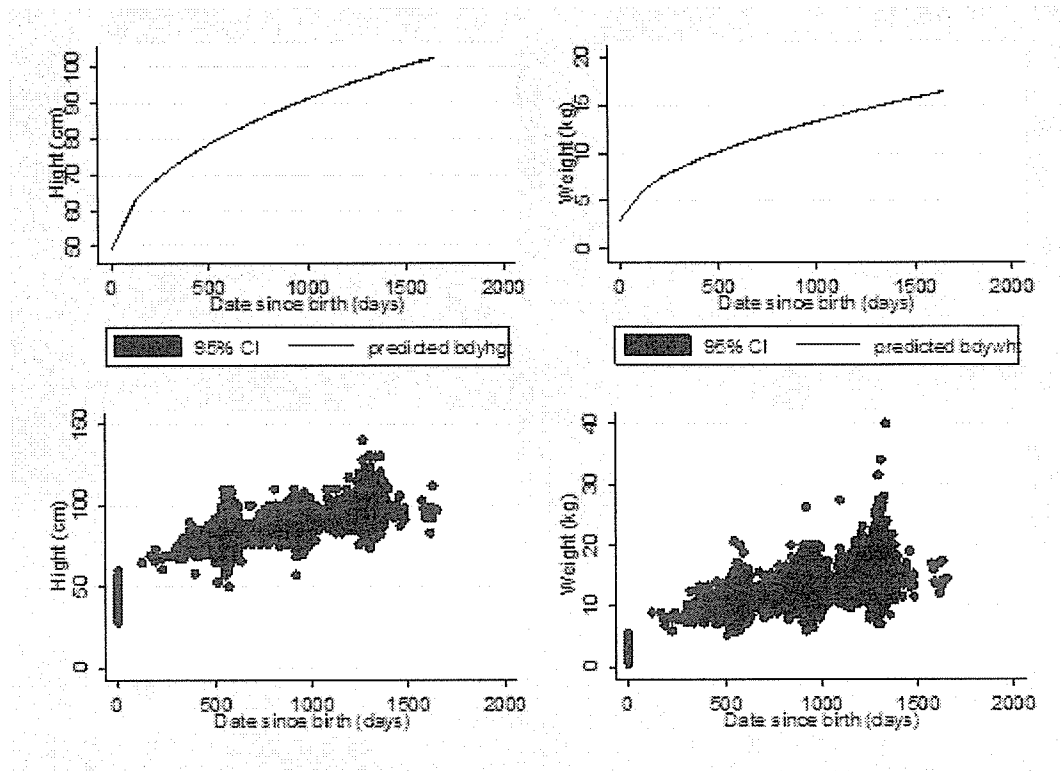 Hight (cm)
50 60 70 80 90 100
0 500 1000 1500 2000
Date since birth (days)
95% CI predicted bdyhgt
Weight (kg)
0 5 10 15 20
0 500 1000 1500 2000
Date since birth (days)
95% CI predicted bdywht
Hight (cm)
0 50 100 150
0 500 1000 1500 2000
Date since birth (days)
Weight (kg)
0 10 20 30 40
0 500 1000 1500 2000
Date since birth (days)